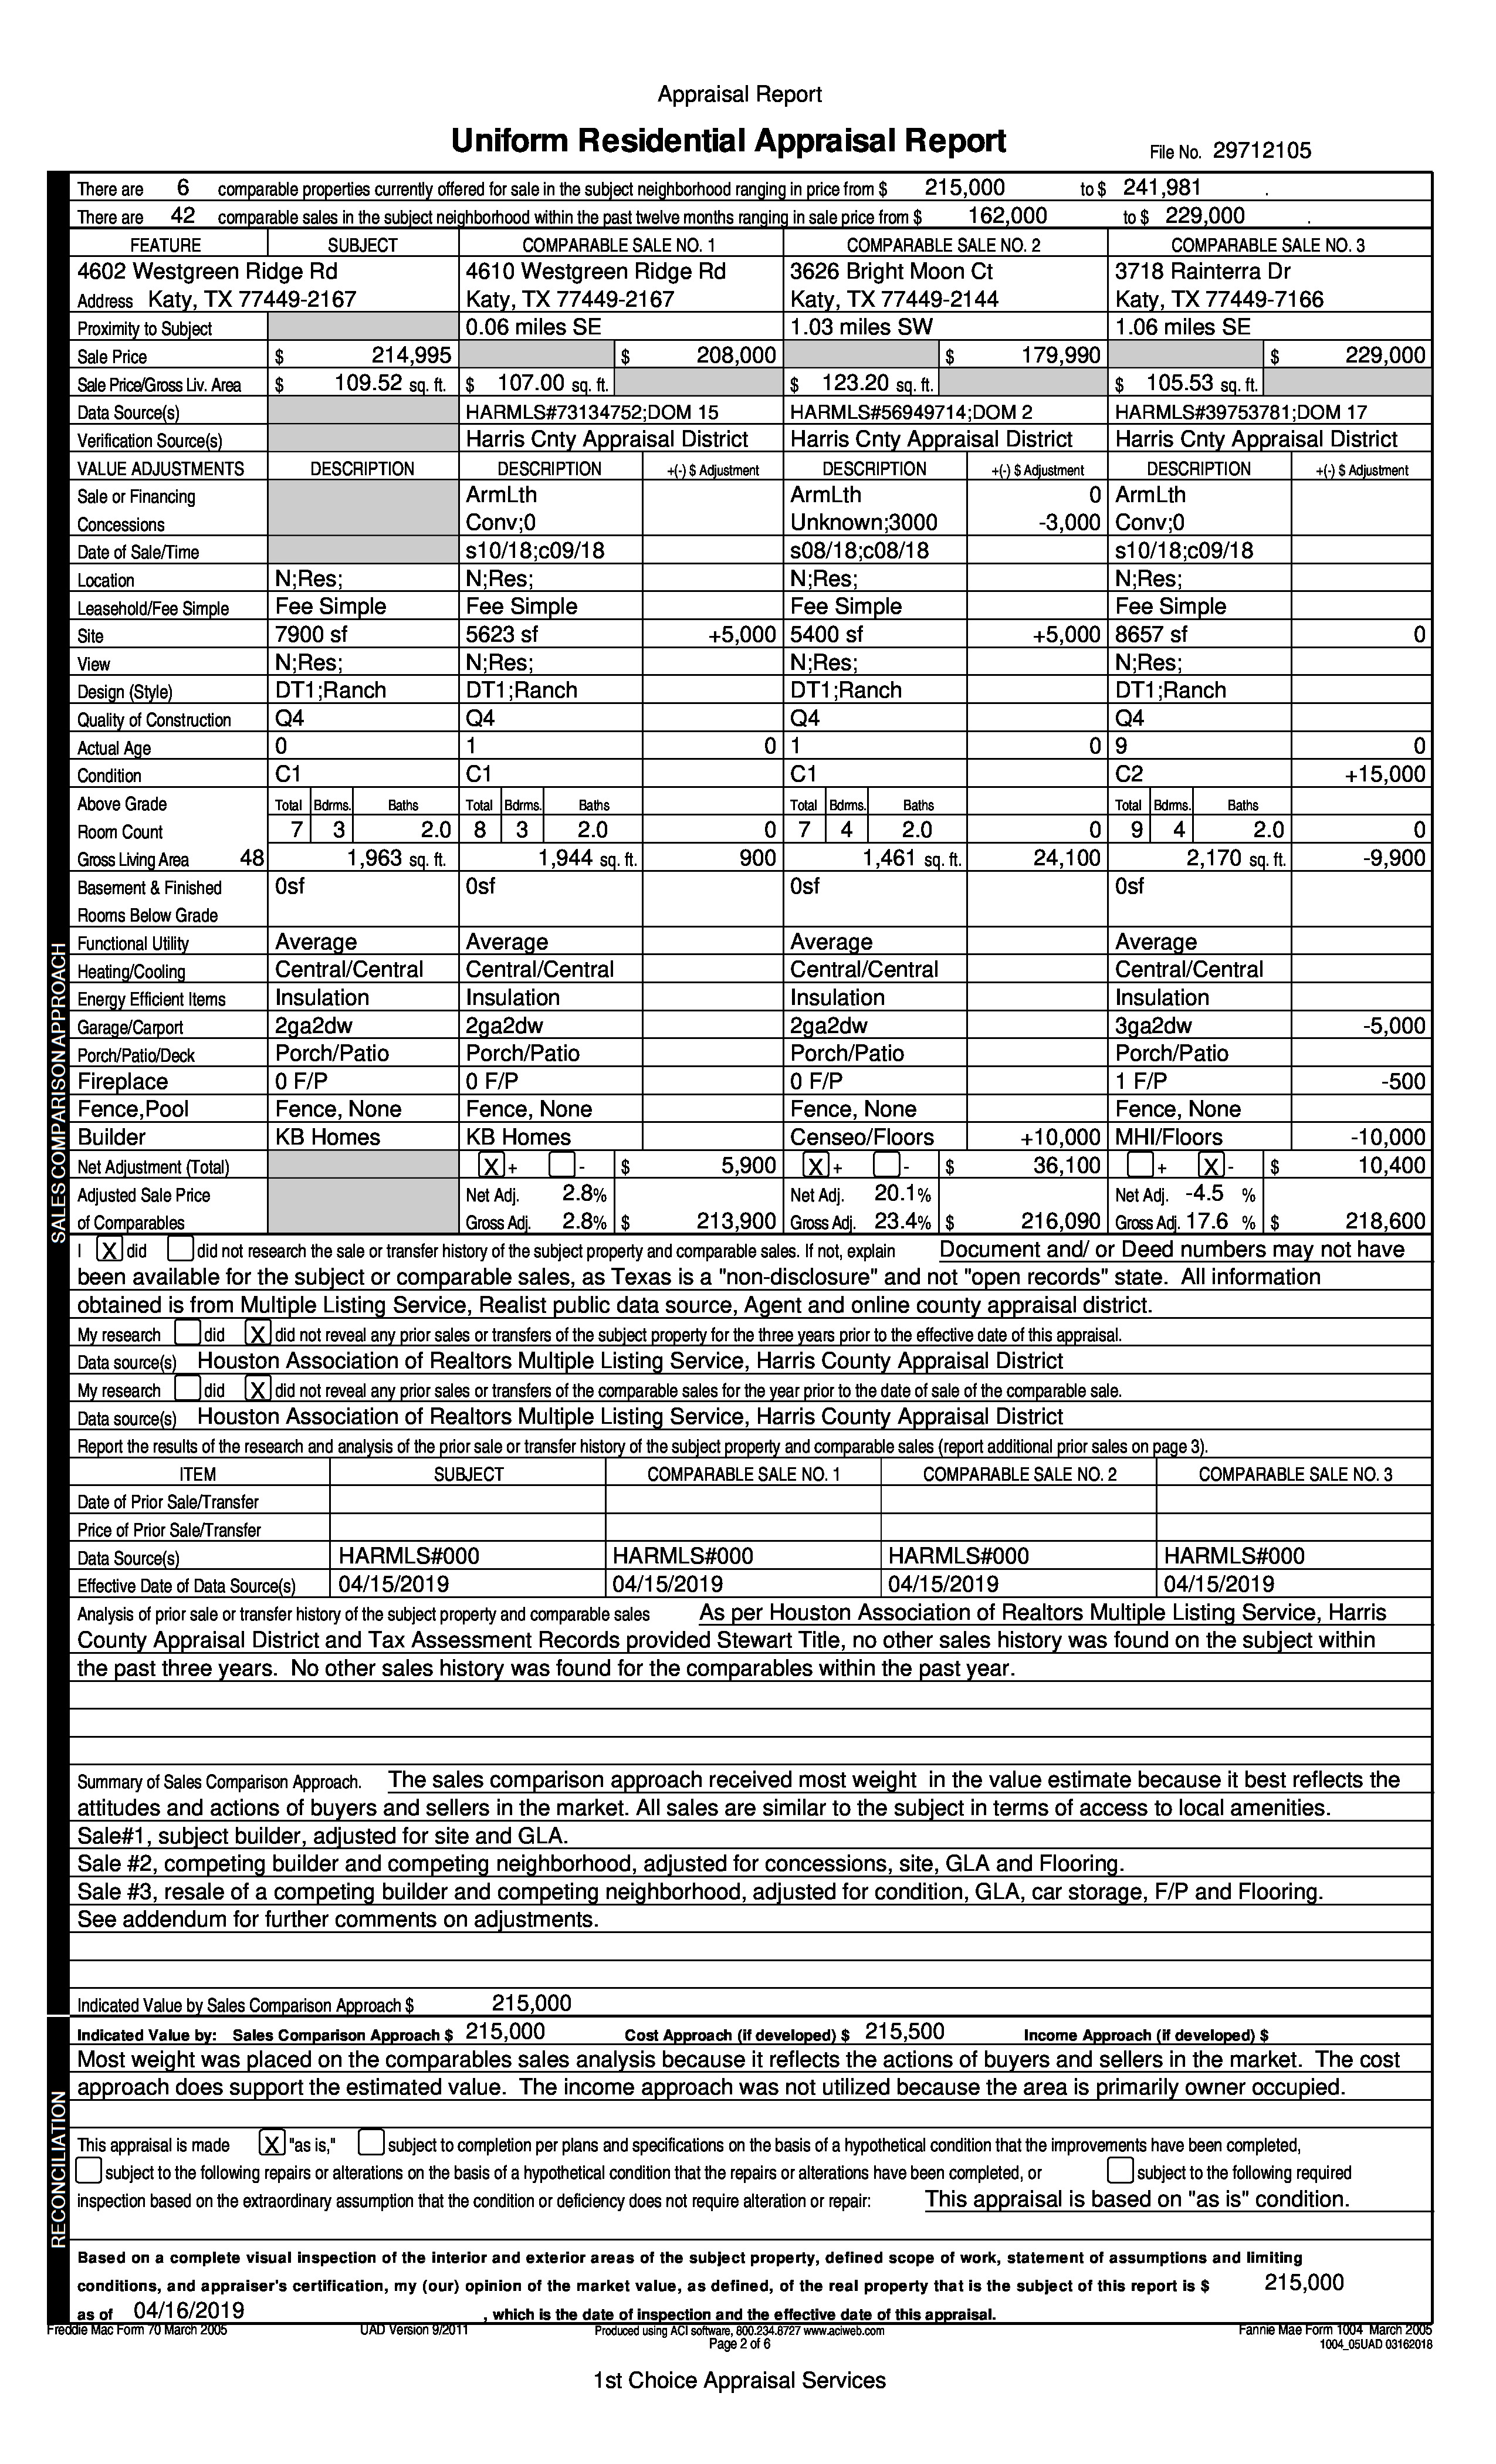 Appraisal Report
Uniform Residential Appraisal Report File No. 29712105
There are 6 comparable properties currently offered for sale in the subject neighborhood ranging in price from $ 215,000 to $ 241,981 .
There are 42 comparable sales in the subject neighborhood within the past twelve months ranging in sale price from $ 162,000 to $ 229,000 .
FEATURE SUBJECT COMPARABLE SALE NO. 1 COMPARABLE SALE NO. 2 COMPARABLE SALE NO. 3
4602 Westgreen Ridge Rd 4610 Westgreen Ridge Rd 3626 Bright Moon Ct 3718 Rainterra Dr
Address Katy, TX 77449-2167 Katy, TX 77449-2167 Katy, TX 77449-2144 Katy, TX 77449-7166
Proximity to Subject 0.06 miles SE 1.03 miles SW 1.06 miles SE
Sale Price $ 214,995 $ 208,000 $ 179,990 $ 229,000
Sale Price/Gross Liv. Area $ 109.52 sq. ft. $ 107.00 sq. ft. $ 123.20 sq. ft. $ 105.53 sq. ft.
Data Source(s) HARMLS#73134752;DOM 15 HARMLS#56949714;DOM 2 HARMLS#39753781;DOM 17
Verification Source(s) Harris Cnty Appraisal District Harris Cnty Appraisal District Harris Cnty Appraisal District
VALUE ADJUSTMENTS DESCRIPTION DESCRIPTION +(-) $ Adjustment DESCRIPTION +(-) $ Adjustment DESCRIPTION +(-) $ Adjustment
Sale or Financing ArmLth ArmLth 0 ArmLth
Concessions Conv;0 Unknown;3000 -3,000 Conv;0
Date of Sale/Time s10/18;c09/18 s08/18;c08/18 s10/18;c09/18
Location N;Res; N;Res; N;Res; N;Res;
Leasehold/Fee Simple Fee Simple Fee Simple Fee Simple Fee Simple
Site 7900 sf 5623 sf +5,000 5400 sf +5,000 8657 sf 0
View N;Res; N;Res; N;Res; N;Res;
Design (Style) DT1;Ranch DT1;Ranch DT1;Ranch DT1;Ranch
Quality of Construction Q4 Q4 Q4 Q4
Actual Age 0 1 0 1 0 9 0
Condition C1 C1 C1 C2 +15,000
Above Grade Total Bdrms. Baths Total Bdrms. Baths Total Bdrms. Baths Total Bdrms. Baths
Room Count 7 3 2.0 8 3 2.0 0 7 4 2.0 0 9 4 2.0 0
Gross Living Area 48 1,963 sq. ft. 1,944 sq. ft. 900 1,461 sq. ft. 24,100 2,170 sq. ft. -9,900
Basement & Finished 0sf 0sf 0sf 0sf
Rooms Below Grade
Functional Utility Average Average Average Average
Heating/Cooling Central/Central Central/Central Central/Central Central/Central
Energy Efficient Items Insulation Insulation Insulation Insulation
Garage/Carport 2ga2dw 2ga2dw 2ga2dw 3ga2dw -5,000
Porch/Patio/Deck Porch/Patio Porch/Patio Porch/Patio Porch/Patio
Fireplace 0 F/P 0 F/P 0 F/P 1 F/P -500
Fence,Pool Fence, None Fence, None Fence, None Fence, None
Builder KB Homes KB Homes Censeo/Floors +10,000 MHI/Floors -10,000
Net Adjustment (Total) X + - $ 5,900 X + - $ 36,100 + X - $ 10,400
Adjusted Sale Price Net Adj. 2.8% Net Adj. 20.1% Net Adj. -4.5 %
of Comparables Gross Adj. 2.8% $ 213,900 Gross Adj. 23.4% $ 216,090 Gross Adj. 17.6 % $ 218,600
SALES COMPARISON APPROACH
I X did did not research the sale or transfer history of the subject property and comparable sales. If not, explain Document and/ or Deed numbers may not have
been available for the subject or comparable sales, as Texas is a "non-disclosure" and not "open records" state. All information
obtained is from Multiple Listing Service, Realist public data source, Agent and online county appraisal district.
My research did X did not reveal any prior sales or transfers of the subject property for the three years prior to the effective date of this appraisal.
Data source(s) Houston Association of Realtors Multiple Listing Service, Harris County Appraisal District
My research did X did not reveal any prior sales or transfers of the comparable sales for the year prior to the date of sale of the comparable sale.
Data source(s) Houston Association of Realtors Multiple Listing Service, Harris County Appraisal District
Report the results of the research and analysis of the prior sale or transfer history of the subject property and comparable sales (report additional prior sales on page 3).
ITEM SUBJECT COMPARABLE SALE NO. 1 COMPARABLE SALE NO. 2 COMPARABLE SALE NO. 3
Date of Prior Sale/Transfer
Price of Prior Sale/Transfer
Data Source(s) HARMLS#000 HARMLS#000 HARMLS#000 HARMLS#000
Effective Date of Data Source(s) 04/15/2019 04/15/2019 04/15/2019 04/15/2019
Analysis of prior sale or transfer history of the subject property and comparable sales As per Houston Association of Realtors Multiple Listing Service, Harris
County Appraisal District and Tax Assessment Records provided Stewart Title, no other sales history was found on the subject within
the past three years. No other sales history was found for the comparables within the past year.
Summary of Sales Comparison Approach. The sales comparison approach received most weight in the value estimate because it best reflects the
attitudes and actions of buyers and sellers in the market. All sales are similar to the subject in terms of access to local amenities.
Sale#1, subject builder, adjusted for site and GLA.
Sale #2, competing builder and competing neighborhood, adjusted for concessions, site, GLA and Flooring.
Sale #3, resale of a competing builder and competing neighborhood, adjusted for condition, GLA, car storage, F/P and Flooring.
See addendum for further comments on adjustments.
Indicated Value by Sales Comparison Approach $ 215,000
Indicated Value by: Sales Comparison Approach $ 215,000 Cost Approach (if developed) $ 215,500 Income Approach (if developed) $
Most weight was placed on the comparables sales analysis because it reflects the actions of buyers and sellers in the market. The cost
approach does support the estimated value. The income approach was not utilized because the area is primarily owner occupied.
RECONCILIATION
This appraisal is made X "as is," subject to completion per plans and specifications on the basis of a hypothetical condition that the improvements have been completed,
subject to the following repairs or alterations on the basis of a hypothetical condition that the repairs or alterations have been completed, or subject to the following required
inspection based on the extraordinary assumption that the condition or deficiency does not require alteration or repair: This appraisal is based on "as is" condition.
Based on a complete visual inspection of the interior and exterior areas of the subject property, defined scope of work, statement of assumptions and limiting
conditions, and appraiser's certification, my (our) opinion of the market value, as defined, of the real property that is the subject of this report is $ 215,000
as of 04/16/2019 , which is the date of inspection and the effective date of this appraisal.
Freddie Mac Form 70 March 2005 UAD Version 9/2011 Produced using ACI software, 800.234.8727 www.aciweb.com Fannie Mae Form 1004 March 2005
Page 2 of 6 1004_05UAD 03162018
1st Choice Appraisal Services